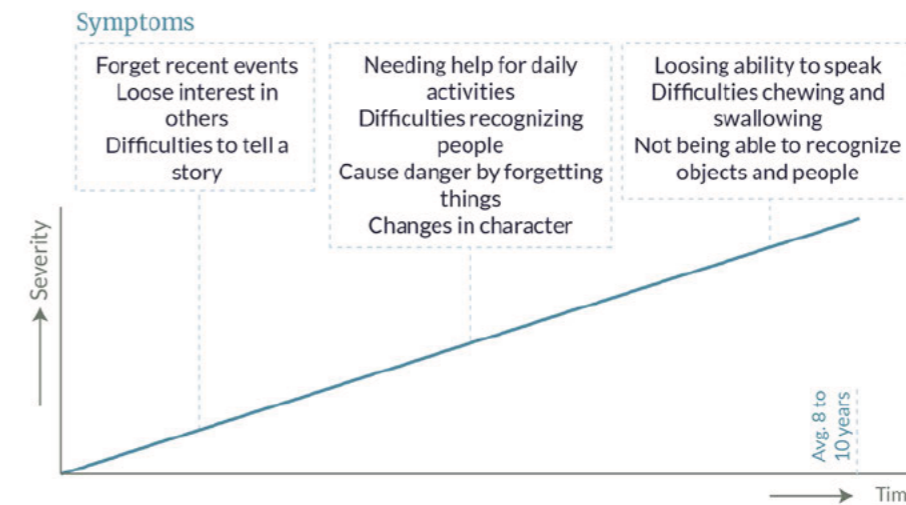 Symptoms
Forget recent events
Loose interest in
others
Difficulties to tell a
story
Needing help for daily
activities
Difficulties recognizing
people
Cause danger by forgetting
things
Changes in character
Loosing ability to speak
Difficulties chewing and
swallowing
Not being able to recognize
objects and people
Severity
Avg. 8 to
10 years
Tim